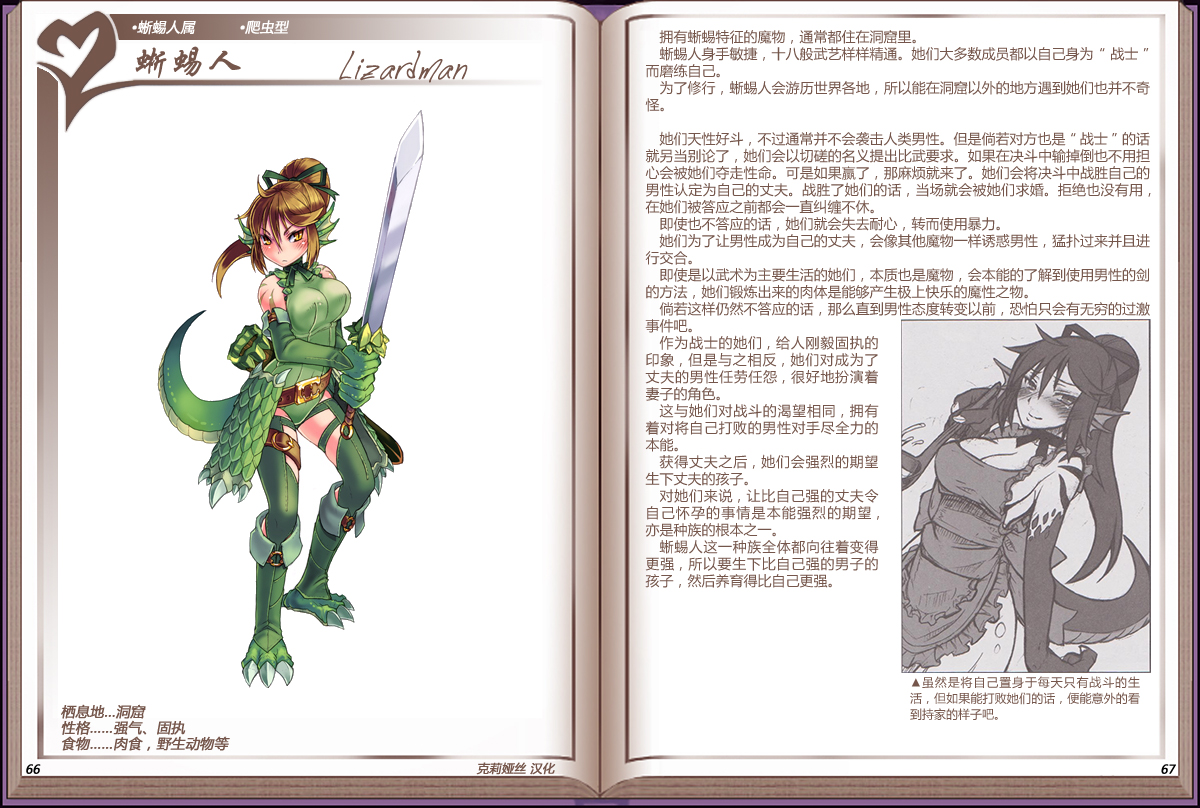 •蜥蜴人属
•爬虫型
蜥蜴人
Lizardman
栖息地...洞窟
性格......强气、固执
食物......肉食，野生动物等
66
克莉娅丝 汉化
拥有蜥蜴特征的魔物，通常都住在洞窟里。
蜥蜴人身手敏捷，十八般武艺样样精通。她们大多数成员都以自己身为“ 战士 ”
而磨练自己。
为了修行，蜥蜴人会游历世界各地，所以能在洞窟以外的地方遇到她们也并不奇
怪。
她们天性好斗，不过通常并不会袭击人类男性。但是倘若对方也是“ 战士 ”的话
就另当别论了，她们会以切磋的名义提出比武要求。如果在决斗中输掉倒也不用担
心会被她们夺走性命。可是如果赢了，那麻烦就来了。她们会将决斗中战胜自己的
男性认定为自己的丈夫。战胜了她们的话，当场就会被她们求婚。拒绝也没有用，
在她们被答应之前都会一直纠缠不休。
即使也不答应的话，她们就会失去耐心，转而使用暴力。
她们为了让男性成为自己的丈夫，会像其他魔物一样诱惑男性，猛扑过来并且进
行交合。
即使是以武术为主要生活的她们，本质也是魔物，会本能的了解到使用男性的剑
的方法，她们锻炼出来的肉体是能够产生极上快乐的魔性之物。
倘若这样仍然不答应的话，那么直到男性态度转变以前，恐怕只会有无穷的过激
事件吧。
作为战士的她们，给人刚毅固执的
印象，但是与之相反，她们对成为了
丈夫的男性任劳任怨，很好地扮演着
妻子的角色。
这与她们对战斗的渴望相同，拥有
着对将自己打败的男性对手尽全力的
本能。
获得丈夫之后，她们会强烈的期望
生下丈夫的孩子。
对她们来说，让比自己强的丈夫令
自己怀孕的事情是本能强烈的期望，
亦是种族的根本之一。
蜥蜴人这一种族全体都向往着变得
更强，所以要生下比自己强的男子的
孩子，然后养育得比自己更强。
▲虽然是将自己置身于每天只有战斗的生
活，但如果能打败她们的话，便能意外的看
到持家的样子吧。
67